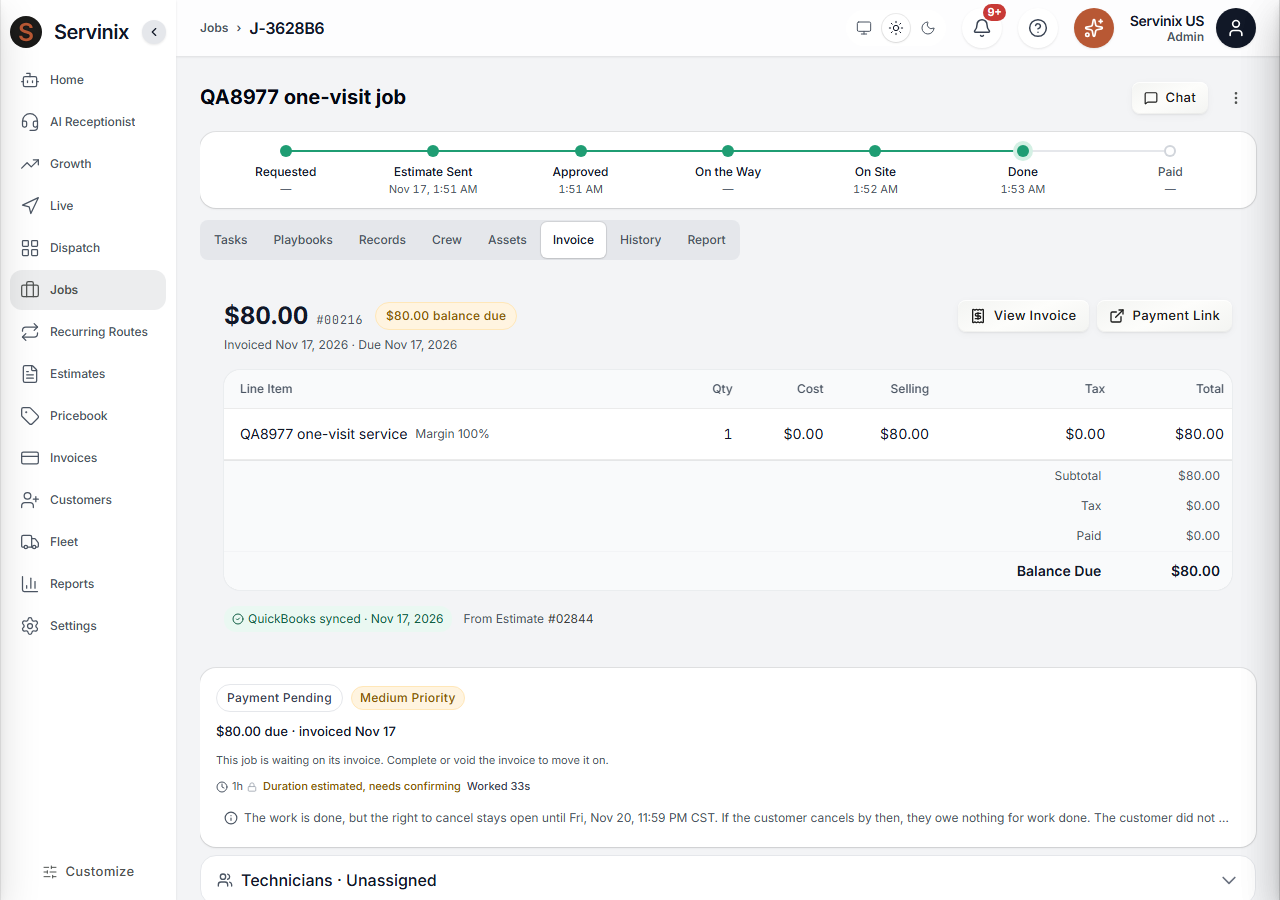 S Servinix
Jobs › J-3628B6
9+
Servinix US
Admin
Home
AI Receptionist
Growth
Live
Dispatch
Jobs
Recurring Routes
Estimates
Pricebook
Invoices
Customers
Fleet
Reports
Settings
Customize
QA8977 one-visit job
Chat
Requested Estimate Sent Approved On the Way On Site Done Paid
— Nov 17, 1:51 AM 1:51 AM — 1:52 AM 1:53 AM —
Tasks Playbooks Records Crew Assets Invoice History Report
$80.00 #00216 $80.00 balance due
View Invoice Payment Link
Invoiced Nov 17, 2026 · Due Nov 17, 2026
Line Item Qty Cost Selling Tax Total
QA8977 one-visit service Margin 100% 1 $0.00 $80.00 $0.00 $80.00
Subtotal $80.00
Tax $0.00
Paid $0.00
Balance Due $80.00
QuickBooks synced · Nov 17, 2026 From Estimate #02844
Payment Pending Medium Priority
$80.00 due · invoiced Nov 17
This job is waiting on its invoice. Complete or void the invoice to move it on.
1h Duration estimated, needs confirming Worked 33s
The work is done, but the right to cancel stays open until Fri, Nov 20, 11:59 PM CST. If the customer cancels by then, they owe nothing for work done. The customer did not ...
Technicians · Unassigned